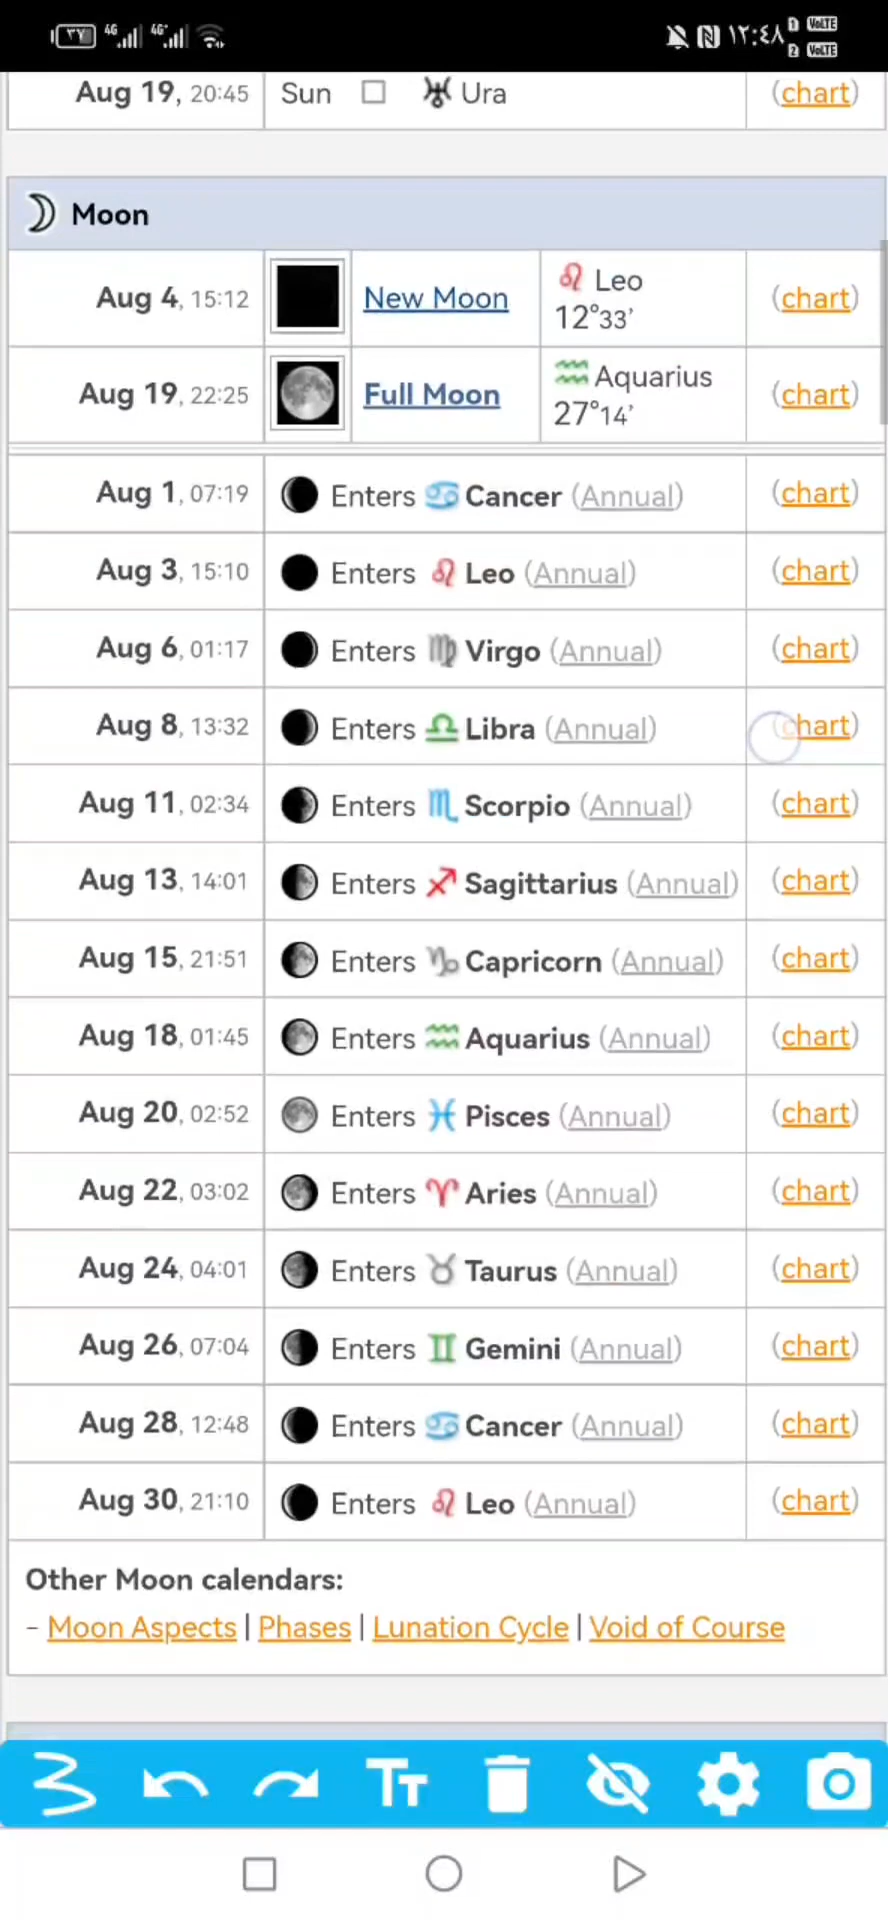 ٣٧ 4G 4G+ ١٢:٤٨ 1 VoLTE
2 VoLTE
Aug 19, 20:45 Sun □ ♅ Ura (chart)
Moon
Aug 4, 15:12 New Moon ♌ Leo 12°33’ (chart)
Aug 19, 22:25 Full Moon ♒ Aquarius 27°14’ (chart)
Aug 1, 07:19 Enters ♋ Cancer (Annual) (chart)
Aug 3, 15:10 Enters ♌ Leo (Annual) (chart)
Aug 6, 01:17 Enters ♍ Virgo (Annual) (chart)
Aug 8, 13:32 Enters ♎ Libra (Annual) (chart)
Aug 11, 02:34 Enters ♏ Scorpio (Annual) (chart)
Aug 13, 14:01 Enters ♐ Sagittarius (Annual) (chart)
Aug 15, 21:51 Enters ♑ Capricorn (Annual) (chart)
Aug 18, 01:45 Enters ♒ Aquarius (Annual) (chart)
Aug 20, 02:52 Enters ♓ Pisces (Annual) (chart)
Aug 22, 03:02 Enters ♈ Aries (Annual) (chart)
Aug 24, 04:01 Enters ♉ Taurus (Annual) (chart)
Aug 26, 07:04 Enters ♊ Gemini (Annual) (chart)
Aug 28, 12:48 Enters ♋ Cancer (Annual) (chart)
Aug 30, 21:10 Enters ♌ Leo (Annual) (chart)
Other Moon calendars:
– Moon Aspects | Phases | Lunation Cycle | Void of Course
TT